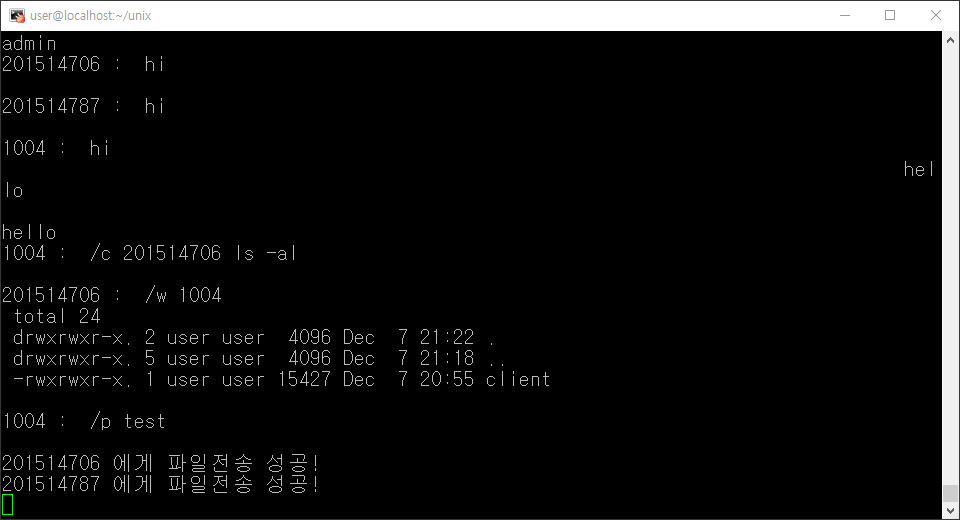 user@localhost:~/unix
admin
201514706 :  hi
201514787 :  hi
1004 :  hi
hel
lo
hello
1004 :  /c 201514706 ls -al
201514706 :  /w 1004
total 24
drwxrwxr-x. 2 user user  4096 Dec  7 21:22 .
drwxrwxr-x. 5 user user  4096 Dec  7 21:18 ..
-rwxrwxr-x. 1 user user 15427 Dec  7 20:55 client
1004 :  /p test
201514706 에게 파일전송 성공!
201514787 에게 파일전송 성공!